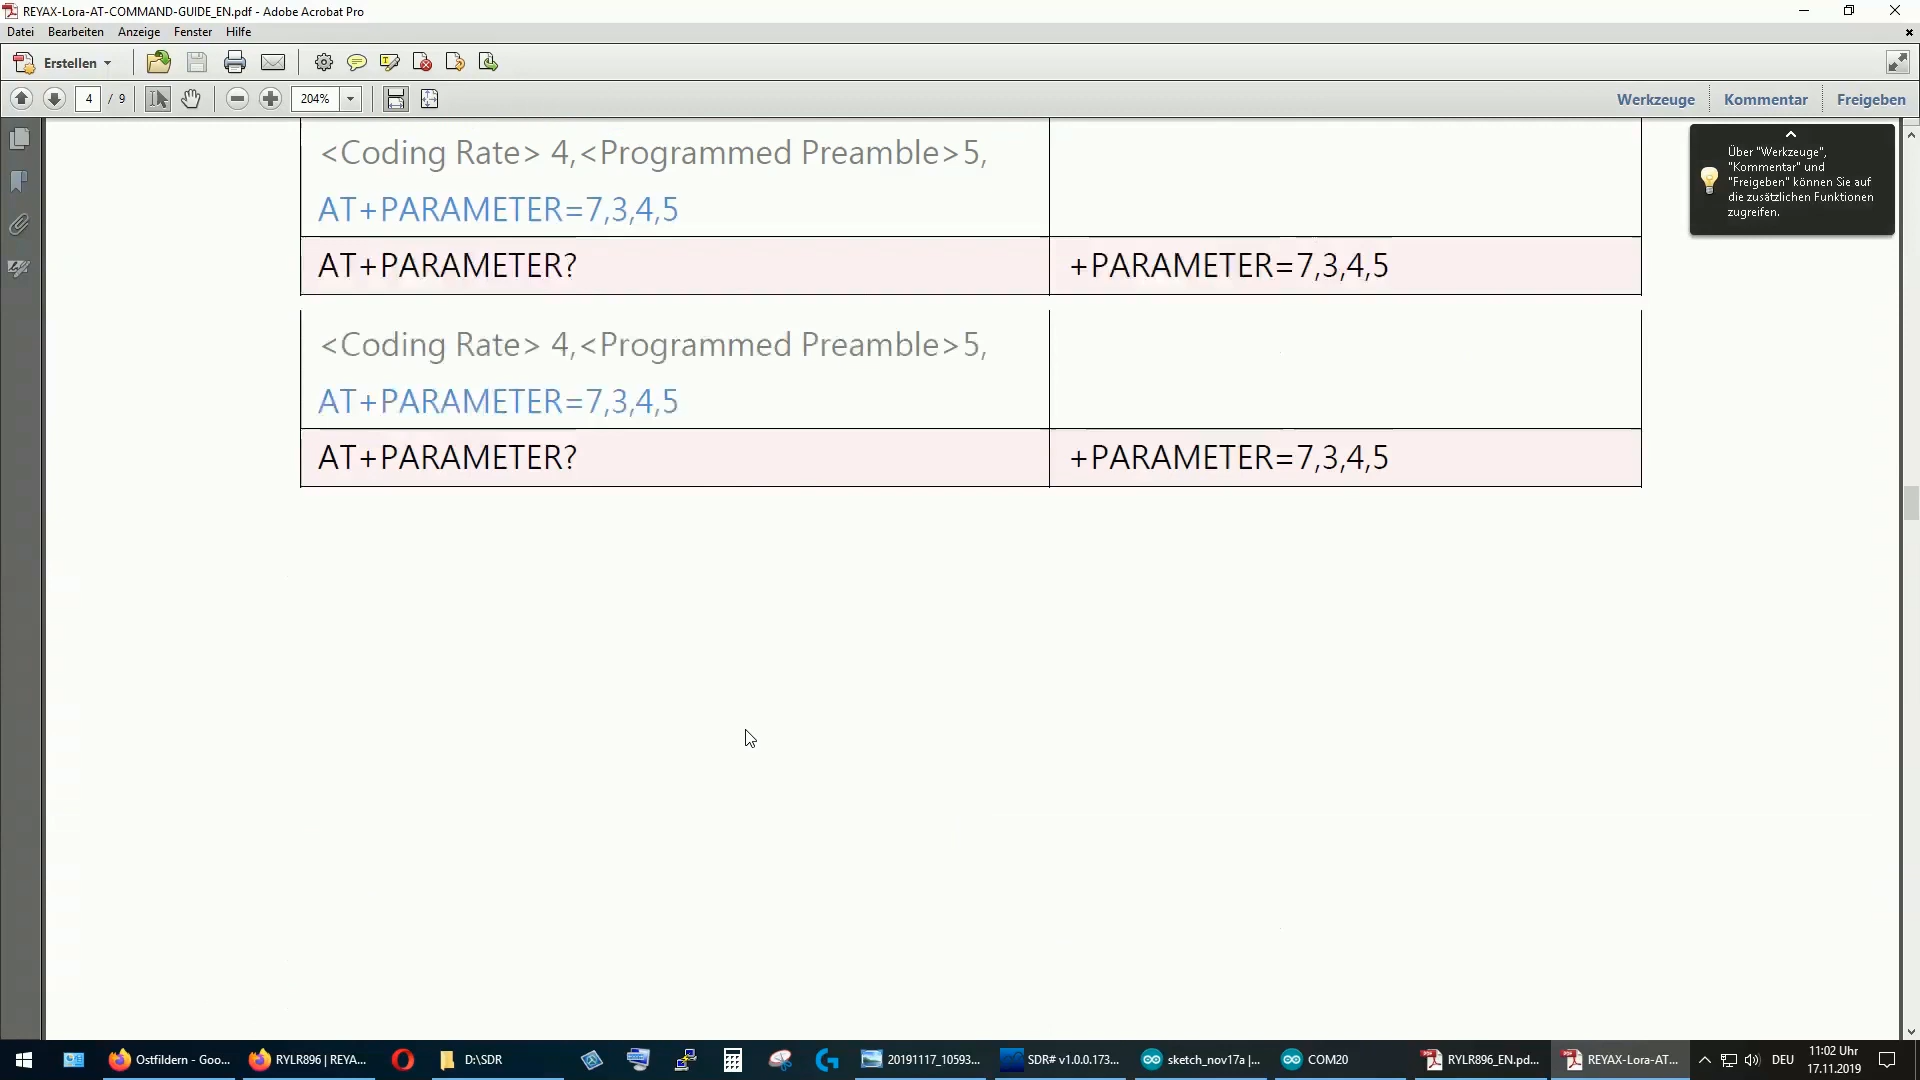 REYAX-Lora-AT-COMMAND-GUIDE_EN.pdf - Adobe Acrobat Pro
Datei Bearbeiten Anzeige Fenster Hilfe
Erstellen
4 / 9 204% Werkzeuge Kommentar Freigeben
Über "Werkzeuge",
"Kommentar" und
"Freigeben" können Sie auf
die zusätzlichen Funktionen
zugreifen.
<Coding Rate> 4,<Programmed Preamble>5,
AT+PARAMETER=7,3,4,5
AT+PARAMETER? +PARAMETER=7,3,4,5
<Coding Rate> 4,<Programmed Preamble>5,
AT+PARAMETER=7,3,4,5
AT+PARAMETER? +PARAMETER=7,3,4,5
Ostfildern - Goo... RYLR896 | REYA... D:\SDR 20191117_10593... SDR# v1.0.0.173... sketch_nov17a |... COM20 RYLR896_EN.pd... REYAX-Lora-AT... DEU 11:02 Uhr
17.11.2019